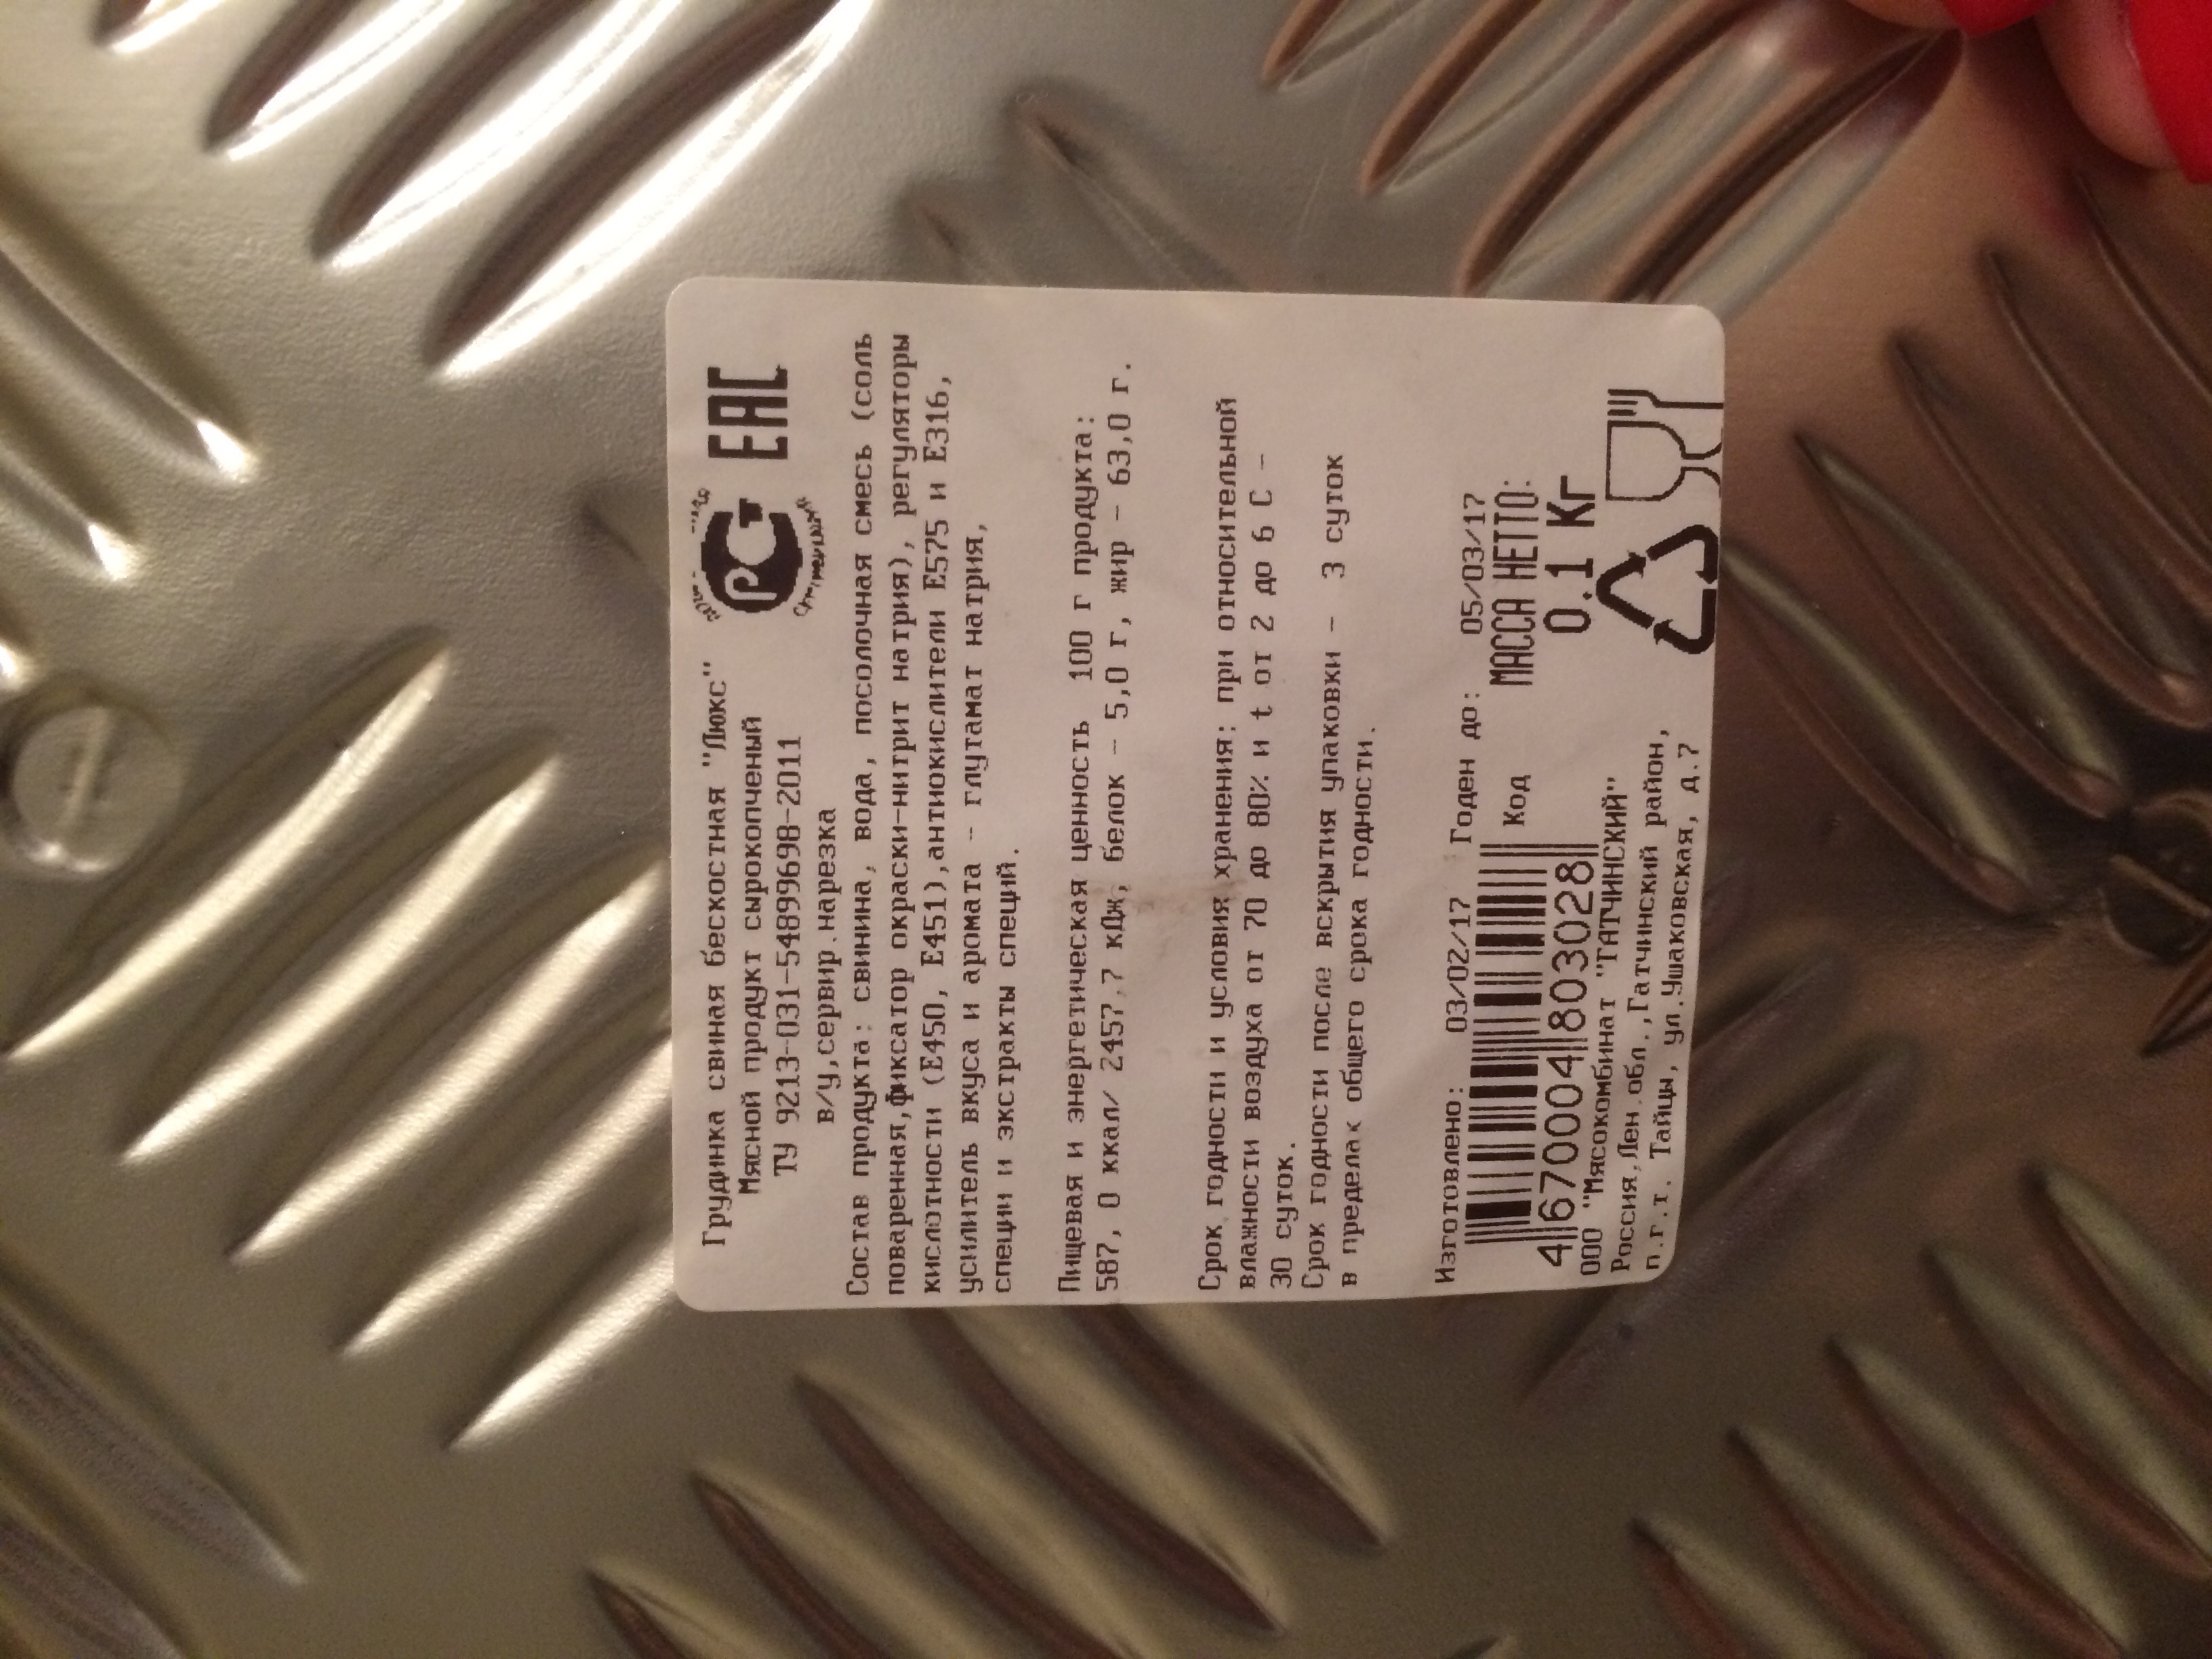 Грудинка свиная бескостная "Люкс"
Мясной продукт сырокопченый
ТУ 9213-031-54899698-2011
в/у,сервир.нарезка
РСТ
ЕАС
Состав продукта: свинина, вода, посолочная смесь (соль
поваренная,фиксатор окраски-нитрит натрия), регуляторы
кислотности (Е450, Е451),антиокислители Е575 и Е316,
усилитель вкуса и аромата - глутамат натрия,
специи и экстракты специй.
Пищевая и энергетическая ценность 100 г продукта:
587, 0 ккал/ 2457,7 кДж, белок - 5,0 г, жир - 63,0 г.
Срок годности и условия хранения: при относительной
влажности воздуха от 70 до 80% и t от 2 до 6 С -
30 суток.
Срок годности после вскрытия упаковки - 3 суток
в пределах общего срока годности.
Изготовлено: 03/02/17 Годен до: 05/03/17
Код
МАССА НЕТТО:
0.1 Кг
4 670004 803028
ООО "Мясокомбинат "ГАТЧИНСКИЙ"
Россия,Лен.обл.,Гатчинский район,
п.г.т. Тайцы, ул.Ушаковская, д.7